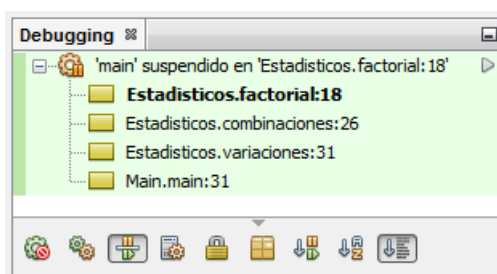 Debugging
'main' suspendido en 'Estadisticos.factorial:18'
Estadisticos.factorial:18
Estadisticos.combinaciones:26
Estadisticos.variaciones:31
Main.main:31